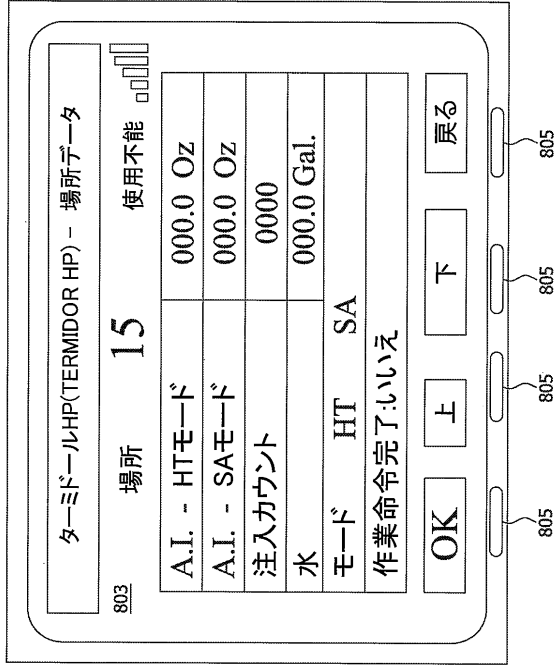 ターミドールHP(TERMIDOR HP) - 場所データ
803 場所 15 使用不能
A.I. - HTモード 000.0 Oz
A.I. - SAモード 000.0 Oz
注入カウント 0000
水 000.0 Gal.
モード HT SA
作業命令完了:いいえ
OK 上 下 戻る
805 805 805 805